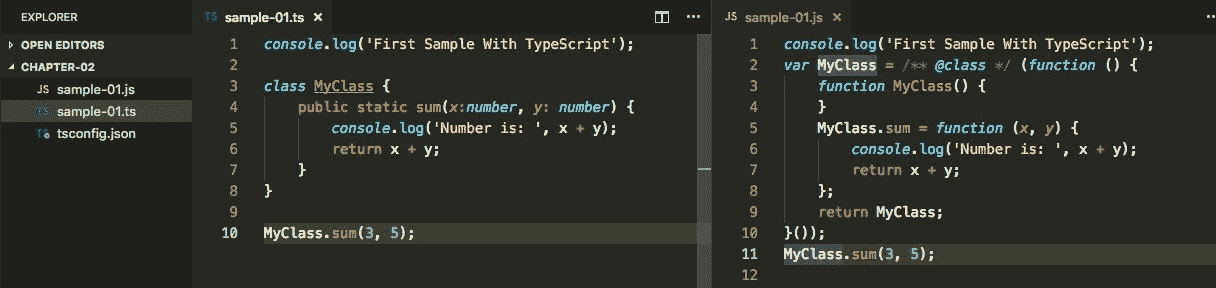 EXPLORER
OPEN EDITORS
CHAPTER-02
JS sample-01.js
TS sample-01.ts
TS tsconfig.json
TS sample-01.ts ×
1 console.log('First Sample With TypeScript');
2
3 class MyClass {
4 public static sum(x:number, y: number) {
5 console.log('Number is: ', x + y);
6 return x + y;
7 }
8 }
9
10 MyClass.sum(3, 5);
JS sample-01.js ×
1 console.log('First Sample With TypeScript');
2 var MyClass = /** @class */ (function () {
3 function MyClass() {
4 }
5 MyClass.sum = function (x, y) {
6 console.log('Number is: ', x + y);
7 return x + y;
8 };
9 return MyClass;
10 }());
11 MyClass.sum(3, 5);
12